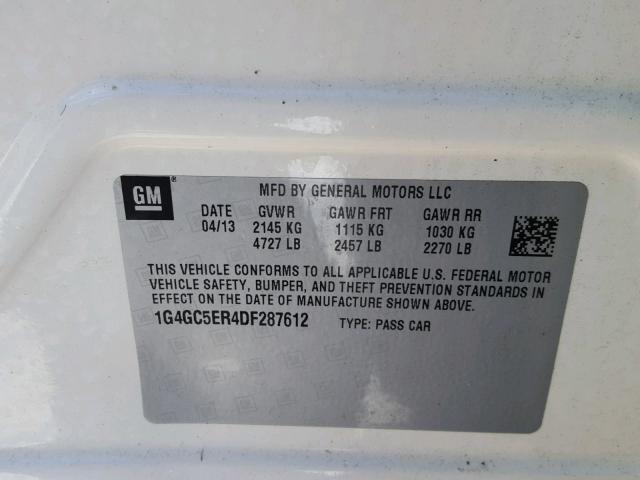 GM
MFD BY GENERAL MOTORS LLC
DATE GVWR GAWR FRT GAWR RR
04/13 2145 KG 1115 KG 1030 KG
4727 LB 2457 LB 2270 LB
THIS VEHICLE CONFORMS TO ALL APPLICABLE U.S. FEDERAL MOTOR
VEHICLE SAFETY, BUMPER, AND THEFT PREVENTION STANDARDS IN
EFFECT ON THE DATE OF MANUFACTURE SHOWN ABOVE.
1G4GC5ER4DF287612 TYPE: PASS CAR